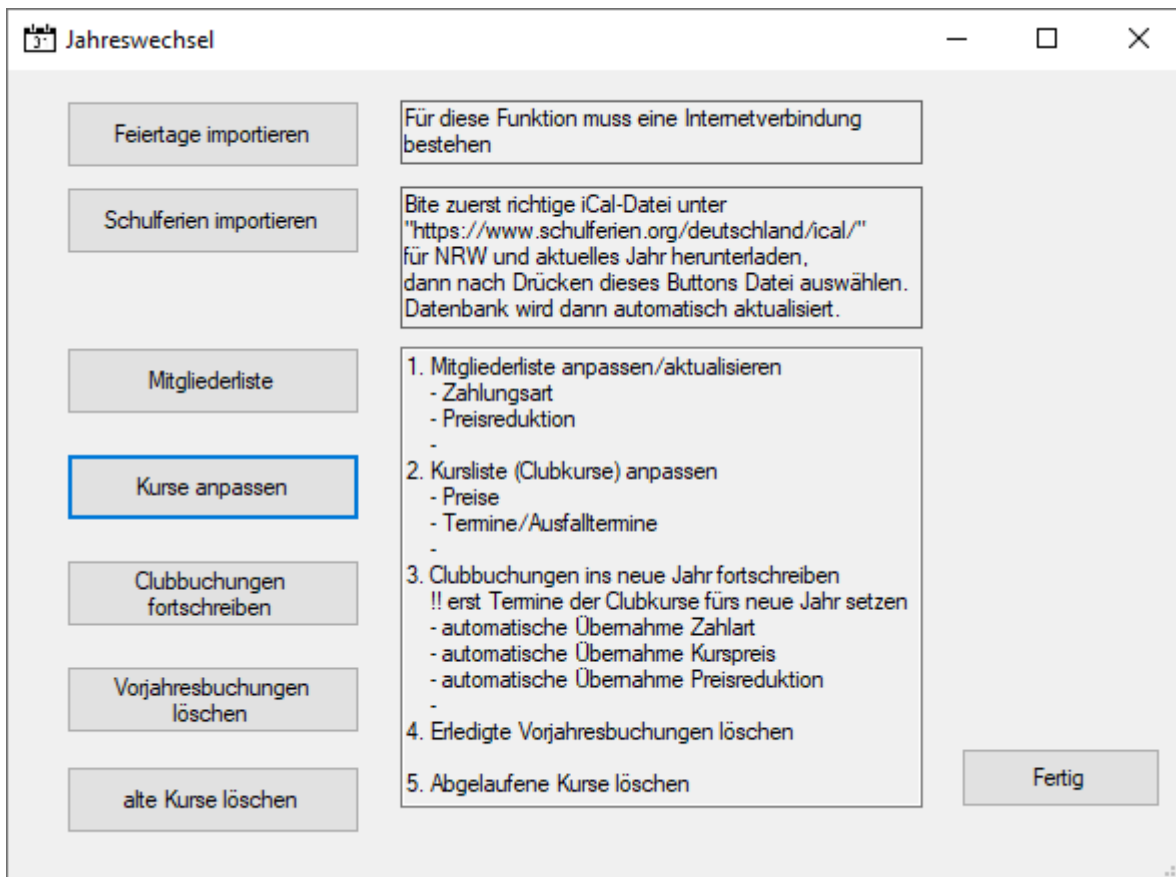 Jahreswechsel
Feiertage importieren
Für diese Funktion muss eine Internetverbindung
bestehen
Schulferien importieren
Bite zuerst richtige iCal-Datei unter
"https://www.schulferien.org/deutschland/ical/"
für NRW und aktuelles Jahr herunterladen,
dann nach Drücken dieses Buttons Datei auswählen.
Datenbank wird dann automatisch aktualisiert.
Mitgliederliste
Kurse anpassen
Clubbuchungen
fortschreiben
Vorjahresbuchungen
löschen
alte Kurse löschen
1. Mitgliederliste anpassen/aktualisieren
- Zahlungsart
- Preisreduktion
-
2. Kursliste (Clubkurse) anpassen
- Preise
- Termine/Ausfalltermine
-
3. Clubbuchungen ins neue Jahr fortschreiben
!! erst Termine der Clubkurse fürs neue Jahr setzen
- automatische Übernahme Zahlart
- automatische Übernahme Kurspreis
- automatische Übernahme Preisreduktion
-
4. Erledigte Vorjahresbuchungen löschen
5. Abgelaufene Kurse löschen
Fertig